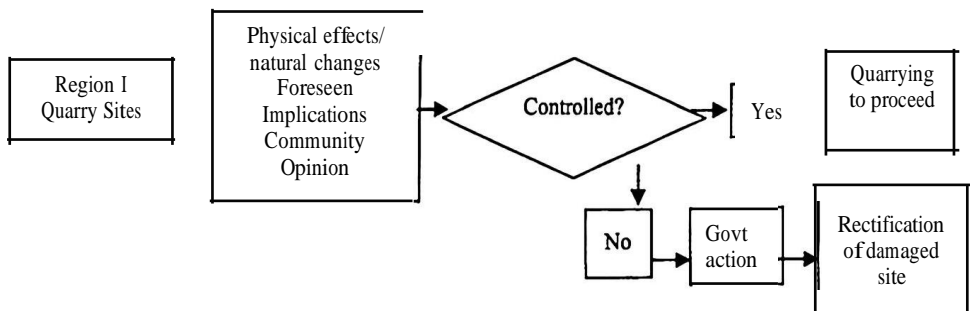 Region I
Quarry Sites
Physical effects/
natural changes
Foreseen
Implications
Community
Opinion
Controlled?
Yes
Quarrying
to proceed
No
Govt
action
Rectification
of damaged
site